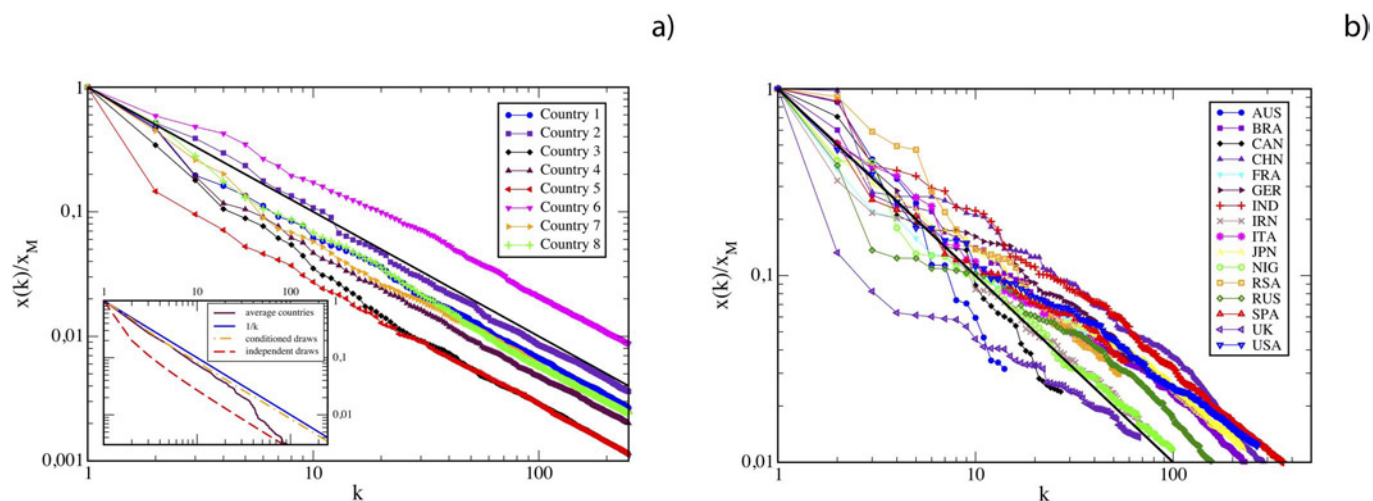 a)
1
0,1
0,01
0,001
x(k)/x_M
1
10
100
k
Country 1
Country 2
Country 3
Country 4
Country 5
Country 6
Country 7
Country 8
1
10
100
1
0,1
0,01
average countries
1/k
conditioned draws
independent draws
b)
1
0,1
0,01
x(k)/x_M
1
10
100
k
AUS
BRA
CAN
CHN
FRA
GER
IND
IRN
ITA
JPN
NIG
RSA
RUS
SPA
UK
USA